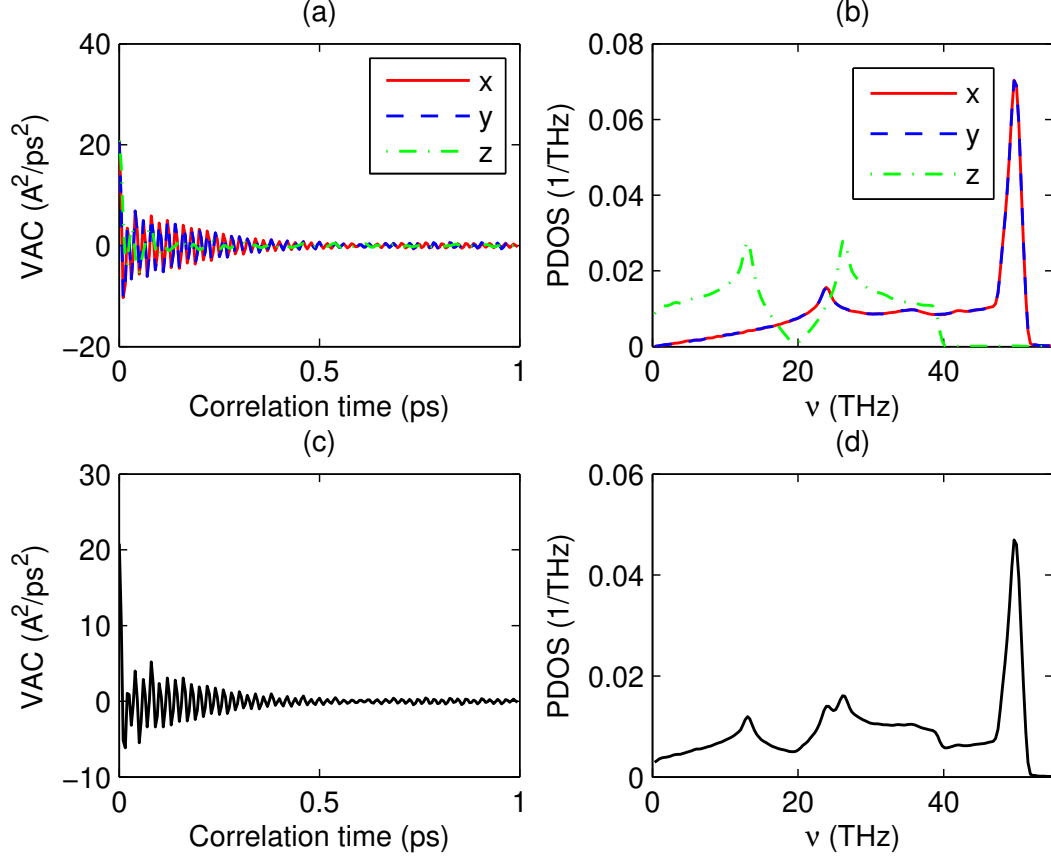 (a)
VAC (A²/ps²)
40
20
0
−20
x
y
z
0
0.5
1
Correlation time (ps)
(b)
PDOS (1/THz)
0.08
0.06
0.04
0.02
0
x
y
z
0
20
40
ν (THz)
(c)
VAC (A²/ps²)
30
20
10
0
−10
0
0.5
1
Correlation time (ps)
(d)
PDOS (1/THz)
0.06
0.04
0.02
0
0
20
40
ν (THz)